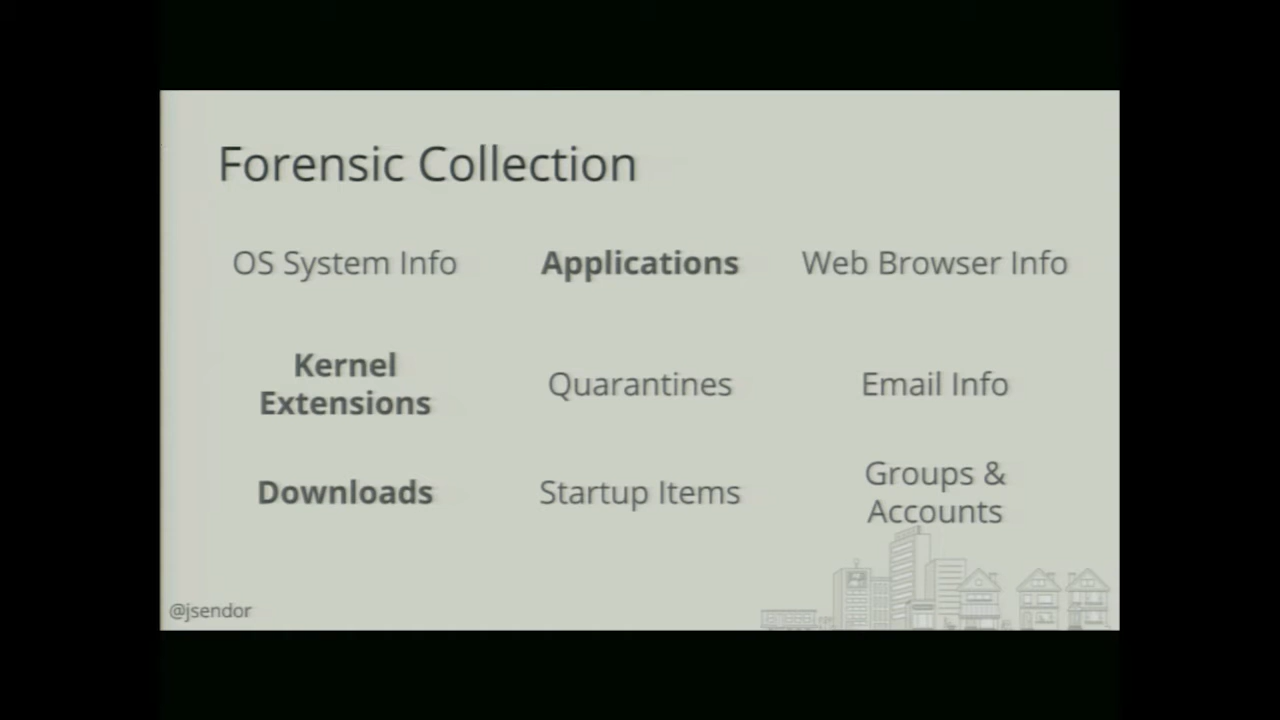 Forensic Collection
OS System Info
Applications
Web Browser Info
Kernel
Extensions
Quarantines
Email Info
Downloads
Startup Items
Groups &
Accounts
@jsendor